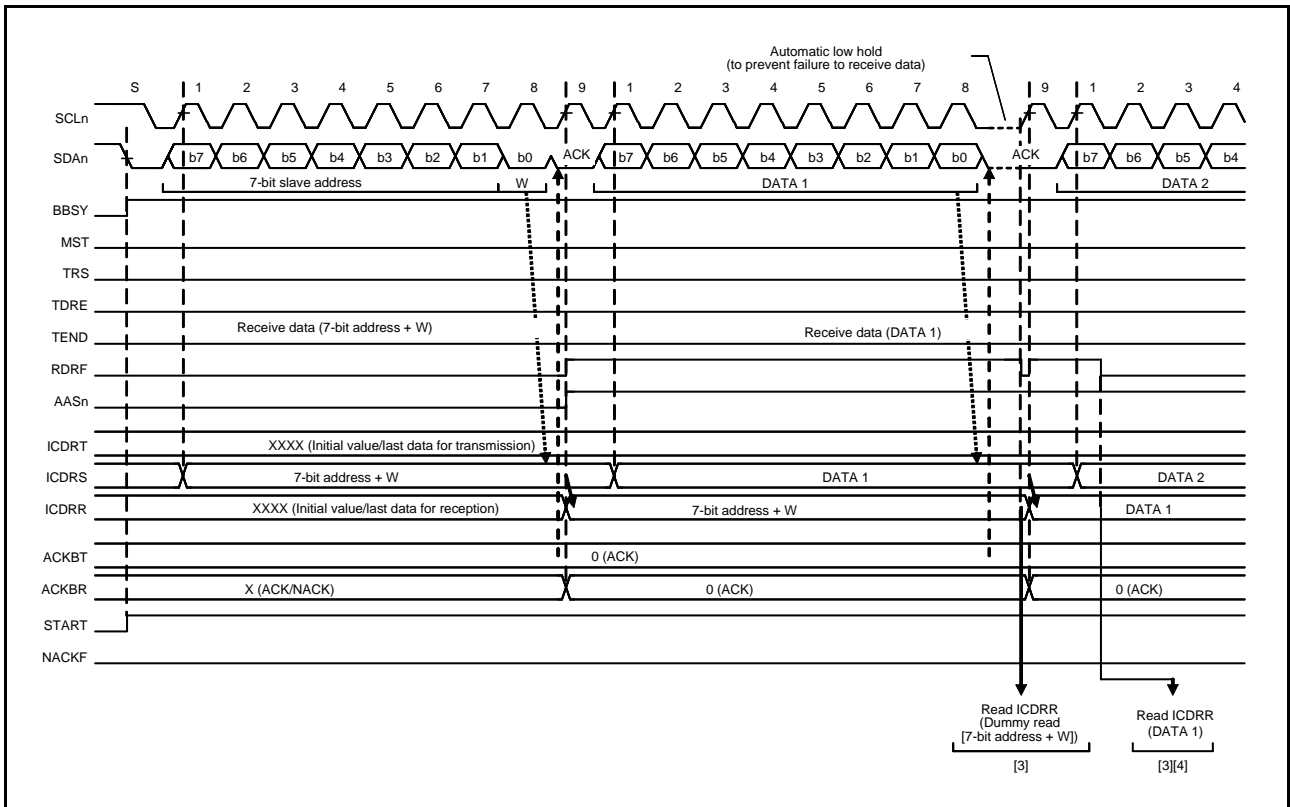 Automatic low hold
(to prevent failure to receive data)
S 1 2 3 4 5 6 7 8 9 1 2 3 4 5 6 7 8 9 1 2 3 4
SCLn
SDAn b7 b6 b5 b4 b3 b2 b1 b0 ACK b7 b6 b5 b4 b3 b2 b1 b0 ACK b7 b6 b5 b4
7-bit slave address W DATA 1 DATA 2
BBSY
MST
TRS
TDRE
Receive data (7-bit address + W) Receive data (DATA 1)
TEND
RDRF
AASn
ICDRT XXXX (Initial value/last data for transmission)
ICDRS 7-bit address + W DATA 1 DATA 2
ICDRR XXXX (Initial value/last data for reception) 7-bit address + W DATA 1
ACKBT 0 (ACK)
ACKBR X (ACK/NACK) 0 (ACK) 0 (ACK)
START
NACKF
Read ICDRR
(Dummy read
[7-bit address + W])
[3]
Read ICDRR
(DATA 1)
[3][4]